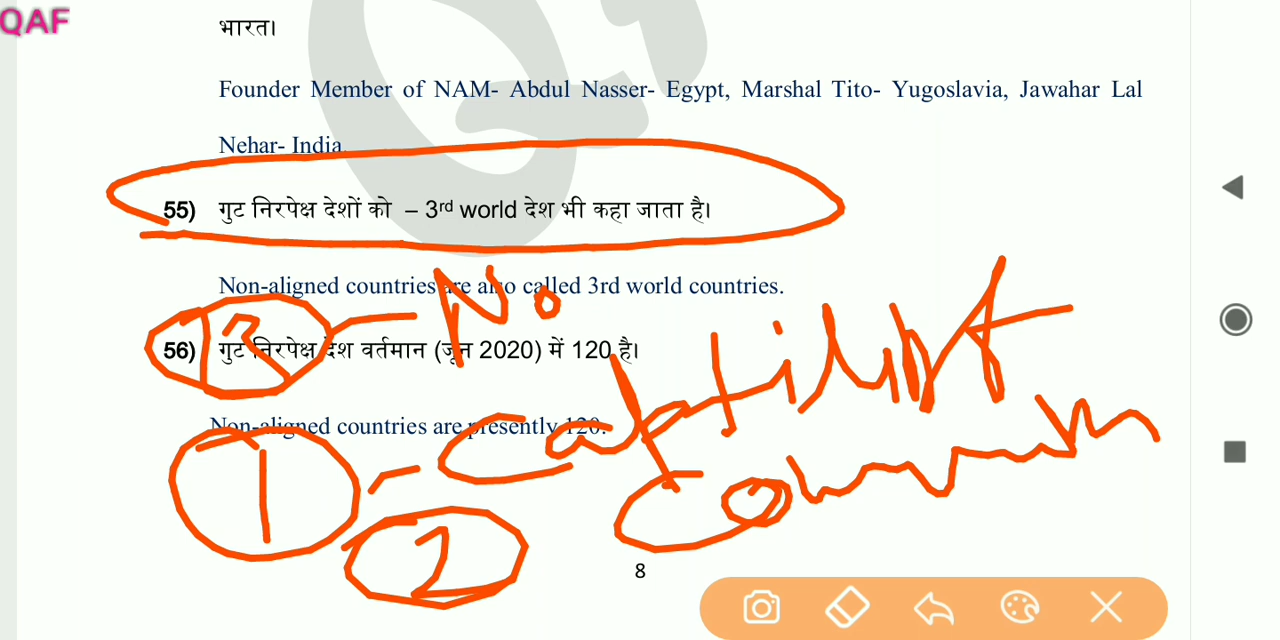 QAF
भारत।
Founder Member of NAM- Abdul Nasser- Egypt, Marshal Tito- Yugoslavia, Jawahar Lal
Nehar- India.
55) गुट निरपेक्ष देशों को – 3rd world देश भी कहा जाता है।
Non-aligned countries are also called 3rd world countries.
3 – No
56) गुट निरपेक्ष देश वर्तमान (जून 2020) में 120 है।
Non-aligned countries are presently 120.
1 –
2
8